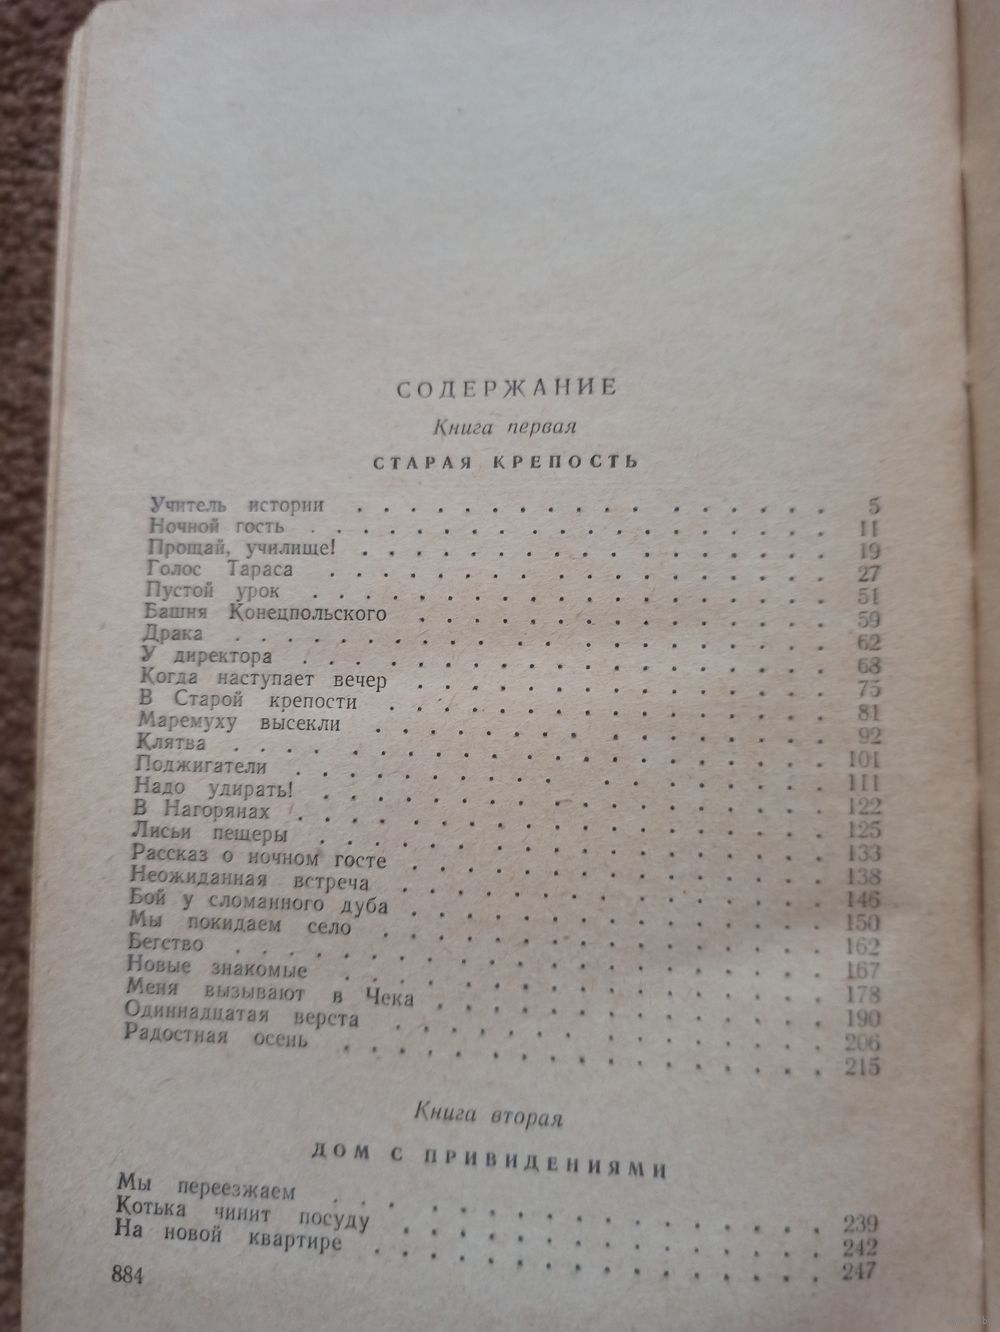 СОДЕРЖАНИЕ
Книга первая
СТАРАЯ КРЕПОСТЬ
Учитель истории . . . . . . . . . . . . . . . . . 5
Ночной гость . . . . . . . . . . . . . . . . . . 11
Прощай, училище! . . . . . . . . . . . . . . . . . 19
Голос Тараса . . . . . . . . . . . . . . . . . 27
Пустой урок . . . . . . . . . . . . . . . . . . 51
Башня Конецпольского . . . . . . . . . . . . . . . 59
Драка . . . . . . . . . . . . . . . . . . . . 62
У директора . . . . . . . . . . . . . . . . . . 68
Когда наступает вечер . . . . . . . . . . . . . . . 75
В Старой крепости . . . . . . . . . . . . . . . . 81
Маремуху высекли . . . . . . . . . . . . . . . . 92
Клятва . . . . . . . . . . . . . . . . . . . . 101
Поджигатели . . . . . . . . . . . . . . . . . . 111
Надо удирать! . . . . . . . . . . . . . . . . . 122
В Нагорянах . . . . . . . . . . . . . . . . . . 125
Лисьи пещеры . . . . . . . . . . . . . . . . . 133
Рассказ о ночном госте . . . . . . . . . . . . . . . 138
Неожиданная встреча . . . . . . . . . . . . . . . 146
Бой у сломанного дуба . . . . . . . . . . . . . . . 150
Мы покидаем село . . . . . . . . . . . . . . . . 162
Бегство . . . . . . . . . . . . . . . . . . . . 167
Новые знакомые . . . . . . . . . . . . . . . . . 178
Меня вызывают в Чека . . . . . . . . . . . . . . . 190
Одиннадцатая верста . . . . . . . . . . . . . . . 206
Радостная осень . . . . . . . . . . . . . . . . . 215
Книга вторая
ДОМ С ПРИВИДЕНИЯМИ
Мы переезжаем . . . . . . . . . . . . . . . . . 239
Котька чинит посуду . . . . . . . . . . . . . . . 242
На новой квартире . . . . . . . . . . . . . . . . 247
884